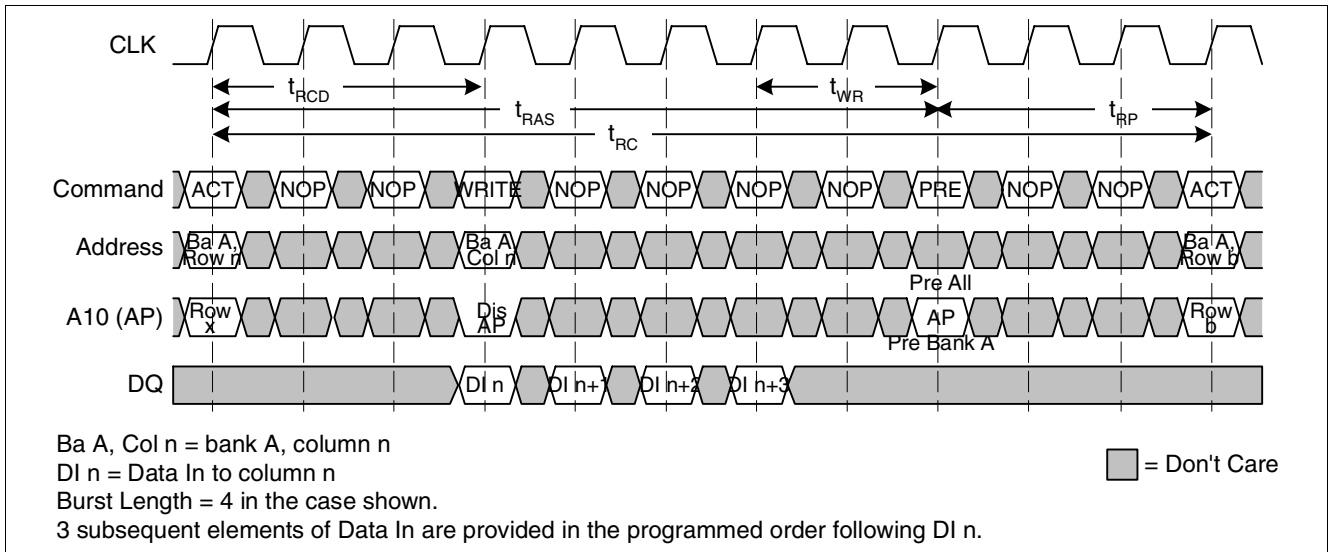 CLK
tRCD
tWR
tRAS
tRP
tRC
Command ACT NOP NOP WRITE NOP NOP NOP NOP PRE NOP NOP ACT
Address Ba A, Row n Ba A, Col n Ba A, Row b
Pre All
A10 (AP) Row x Dis AP AP Row b
Pre Bank A
DQ DI n DI n+1 DI n+2 DI n+3
Ba A, Col n = bank A, column n
DI n = Data In to column n
Burst Length = 4 in the case shown.
3 subsequent elements of Data In are provided in the programmed order following DI n.
= Don't Care